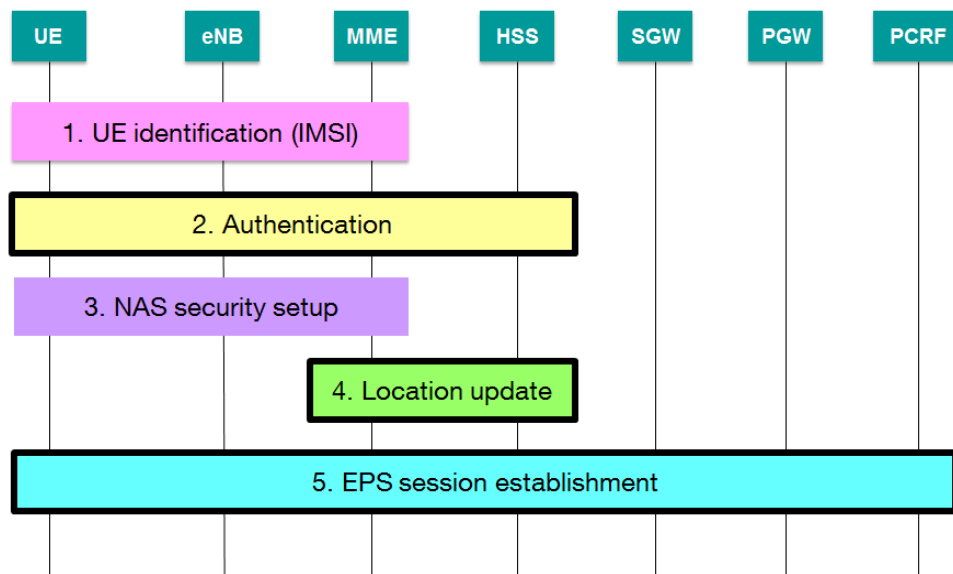 UE eNB MME HSS SGW PGW PCRF
1. UE identification (IMSI)
2. Authentication
3. NAS security setup
4. Location update
5. EPS session establishment